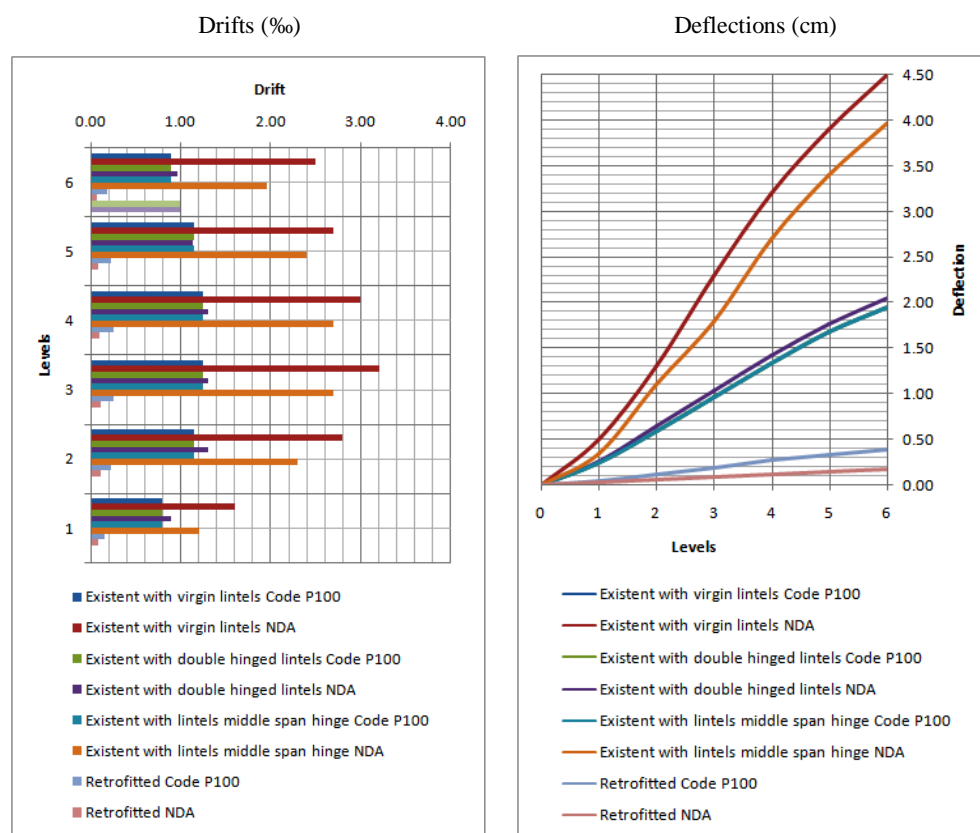 Drifts (‰)
Deflections (cm)
Drift
0.00 1.00 2.00 3.00 4.00
6
5
4
3
2
1
Levels
Existent with virgin lintels Code P100
Existent with virgin lintels NDA
Existent with double hinged lintels Code P100
Existent with double hinged lintels NDA
Existent with lintels middle span hinge Code P100
Existent with lintels middle span hinge NDA
Retrofitted Code P100
Retrofitted NDA
4.50
4.00
3.50
3.00
2.50
2.00
1.50
1.00
0.50
0.00
Deflection
0 1 2 3 4 5 6
Levels
Existent with virgin lintels Code P100
Existent with virgin lintels NDA
Existent with double hinged lintels Code P100
Existent with double hinged lintels NDA
Existent with lintels middle span hinge Code P100
Existent with lintels middle span hinge NDA
Retrofitted Code P100
Retrofitted NDA